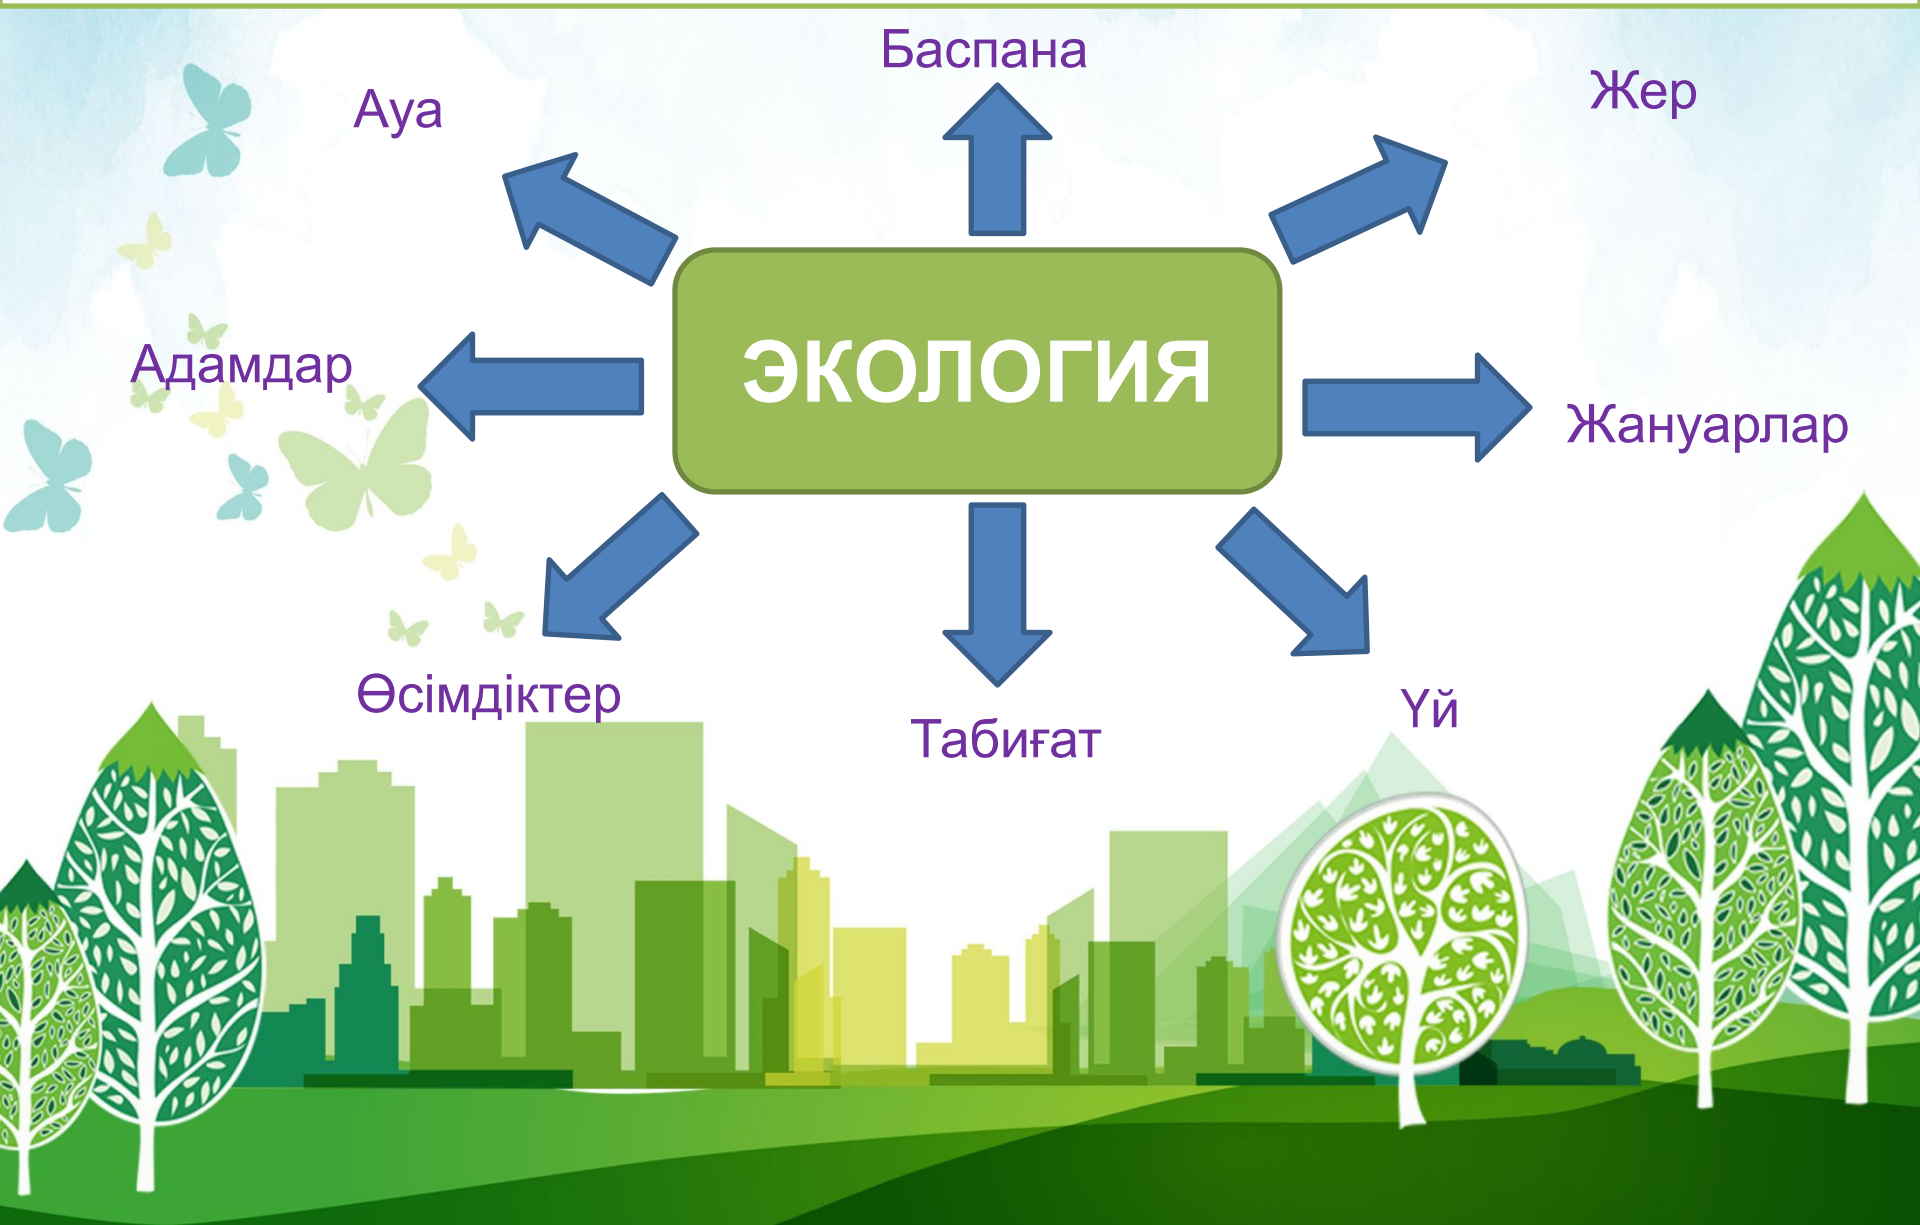 Баспана
Жер
Ауа
ЭКОЛОГИЯ
Адамдар
Жануарлар
Өсімдіктер
Табиғат
Үй